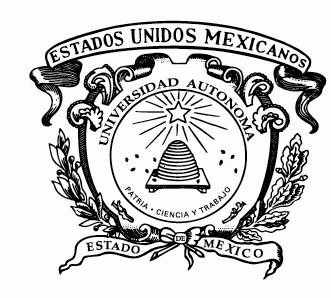 ESTADOS UNIDOS MEXICANOS
UNIVERSIDAD AUTONOMA
PATRIA • CIENCIA Y TRABAJO
ESTADO DE MEXICO